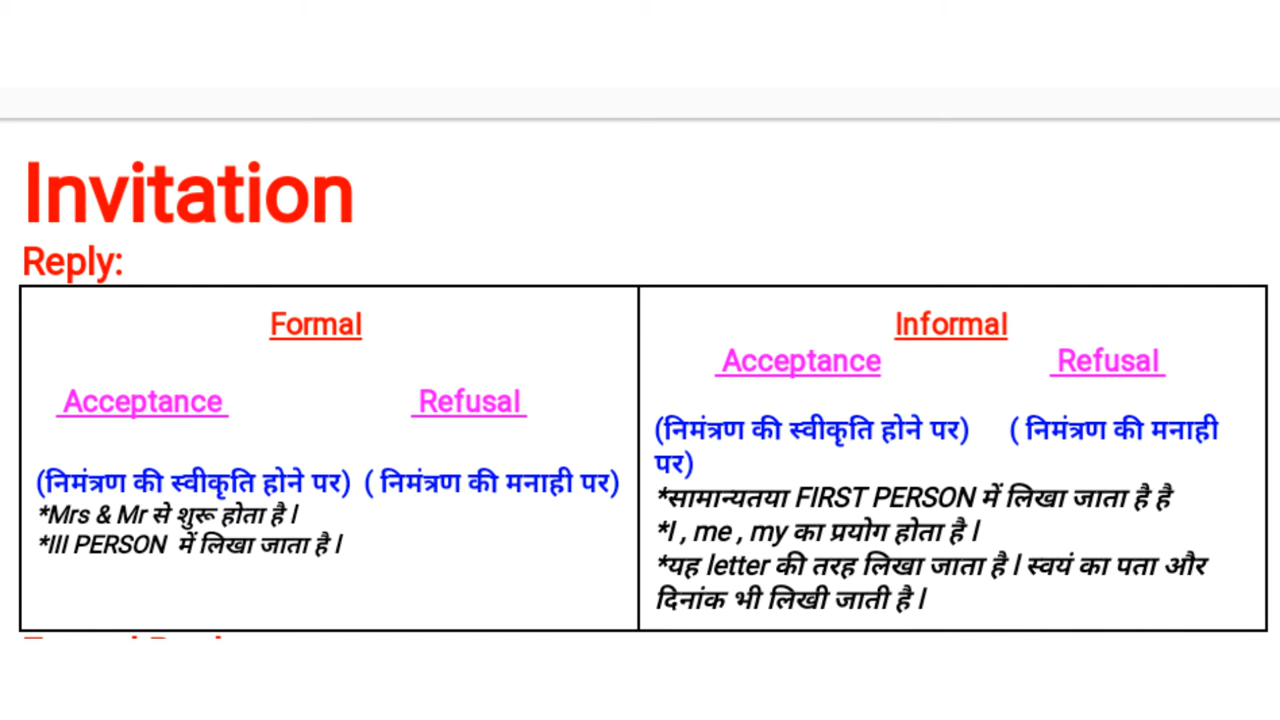 Invitation
Reply:
Formal
Acceptance Refusal
(निमंत्रण की स्वीकृति होने पर) ( निमंत्रण की मनाही पर)
*Mrs & Mr से शुरू होता है l
*III PERSON में लिखा जाता है l
Informal
Acceptance Refusal
(निमंत्रण की स्वीकृति होने पर) ( निमंत्रण की मनाही
पर)
*सामान्यतया FIRST PERSON में लिखा जाता है है
*I , me , my का प्रयोग होता है l
*यह letter की तरह लिखा जाता है l स्वयं का पता और
दिनांक भी लिखी जाती है l